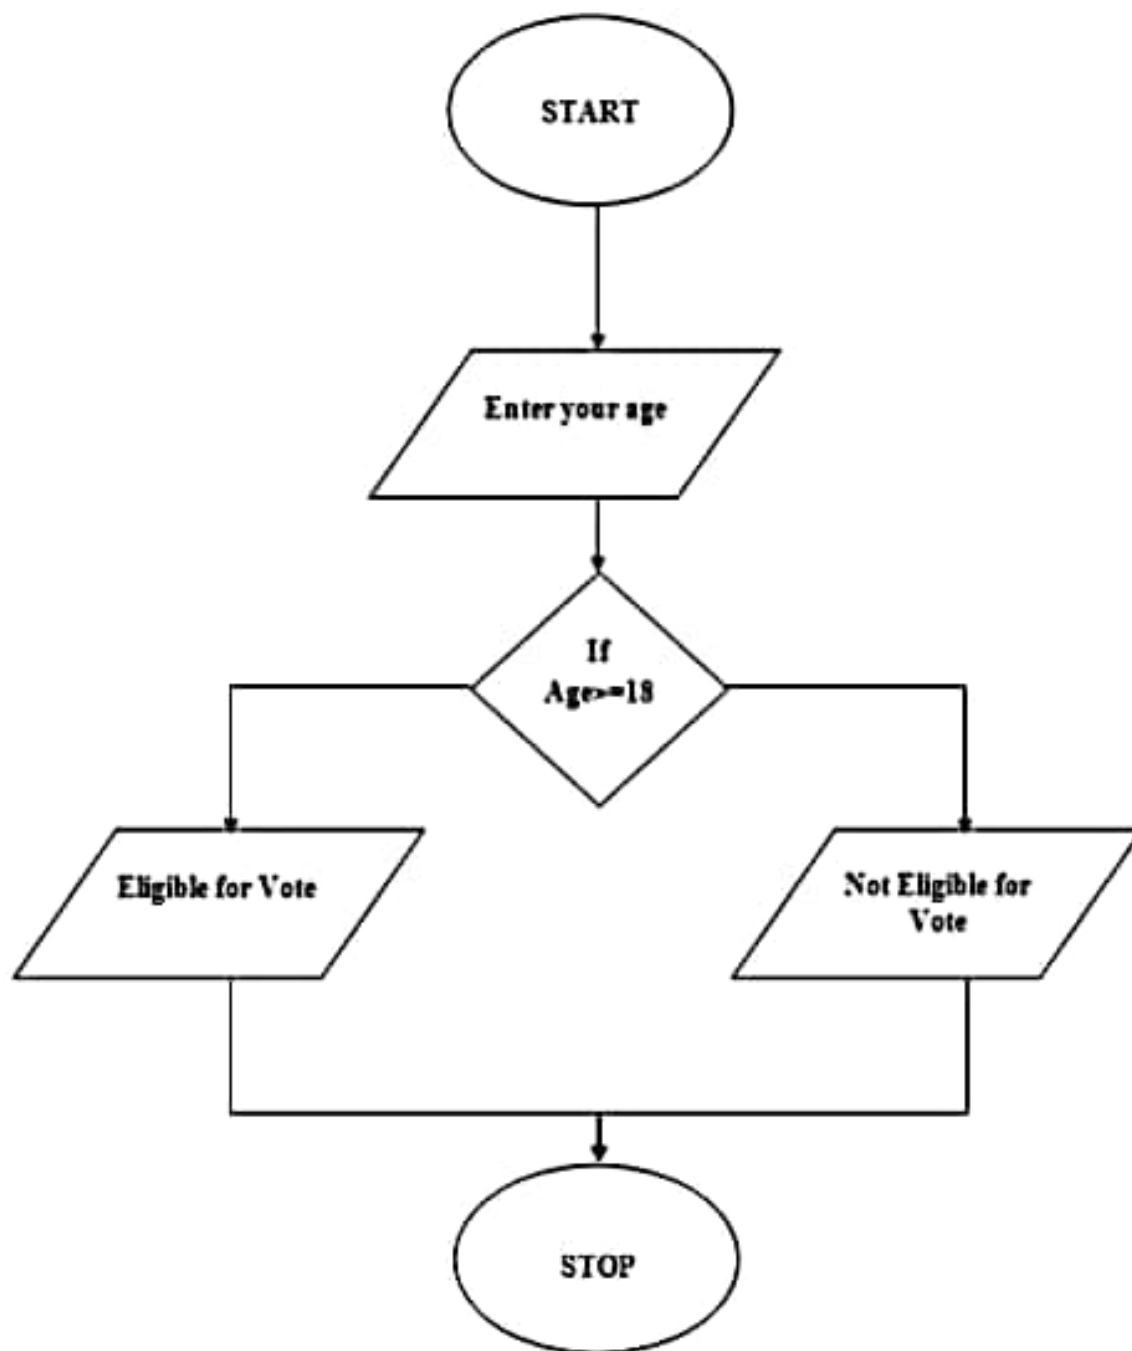 START
Enter your age
If
Age>=18
Eligible for Vote
Not Eligible for
Vote
STOP